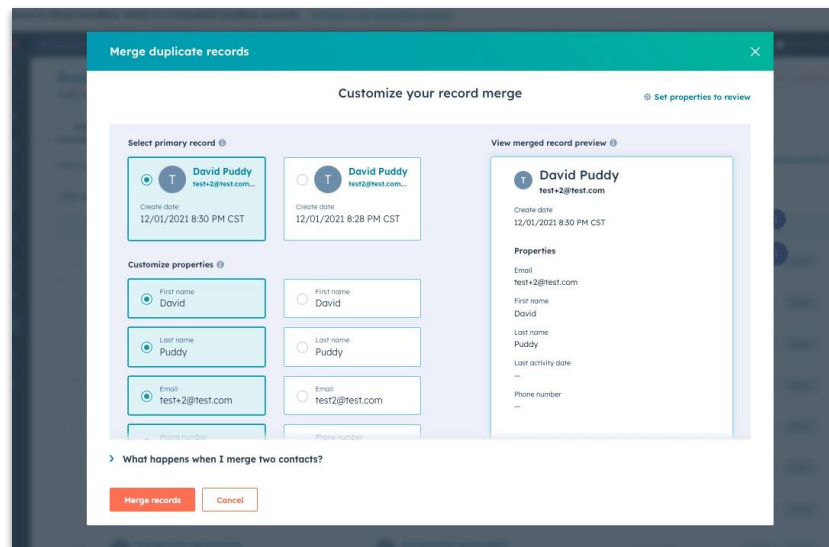 Merge duplicate records
Customize your record merge
Set properties to review
Select primary record
T
David Puddy
test+2@test.com...
Create date
12/01/2021 8:30 PM CST
T
David Puddy
test2@test.com...
Create date
12/01/2021 8:28 PM CST
Customize properties
First name
David
First name
David
Last name
Puddy
Last name
Puddy
Email
test+2@test.com
Email
test2@test.com
Phone number
Phone number
View merged record preview
T
David Puddy
test+2@test.com
Create date
12/01/2021 8:30 PM CST
Properties
Email
test+2@test.com
First name
David
Last name
Puddy
Last activity date
--
Phone number
--
What happens when I merge two contacts?
Merge records
Cancel